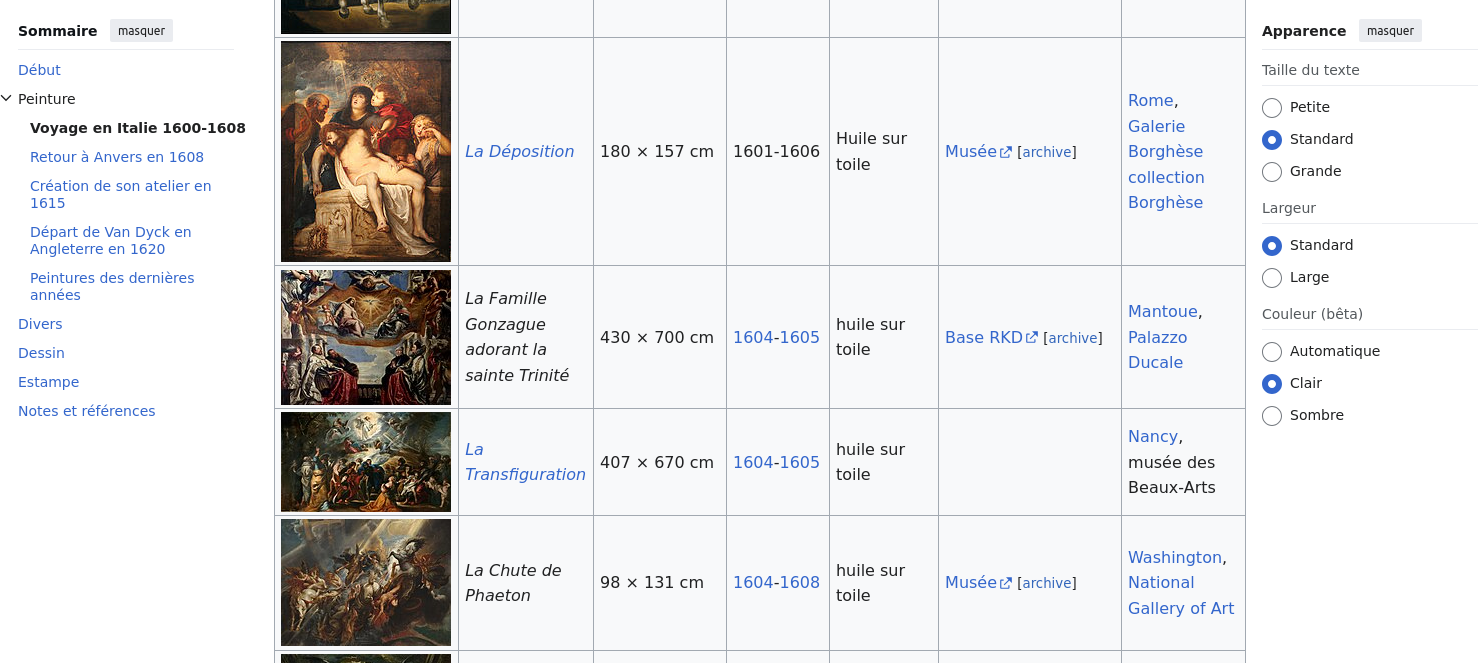 Sommaire masquer
Début
Peinture
Voyage en Italie 1600-1608
Retour à Anvers en 1608
Création de son atelier en
1615
Départ de Van Dyck en
Angleterre en 1620
Peintures des dernières
années
Divers
Dessin
Estampe
Notes et références
La Déposition
180 × 157 cm
1601-1606
Huile sur
toile
Musée [archive]
Rome,
Galerie
Borghèse
collection
Borghèse
La Famille
Gonzague
adorant la
sainte Trinité
430 × 700 cm
1604-1605
huile sur
toile
Base RKD [archive]
Mantoue,
Palazzo
Ducale
La
Transfiguration
407 × 670 cm
1604-1605
huile sur
toile
Nancy,
musée des
Beaux-Arts
La Chute de
Phaeton
98 × 131 cm
1604-1608
huile sur
toile
Musée [archive]
Washington,
National
Gallery of Art
Apparence masquer
Taille du texte
Petite
Standard
Grande
Largeur
Standard
Large
Couleur (bêta)
Automatique
Clair
Sombre